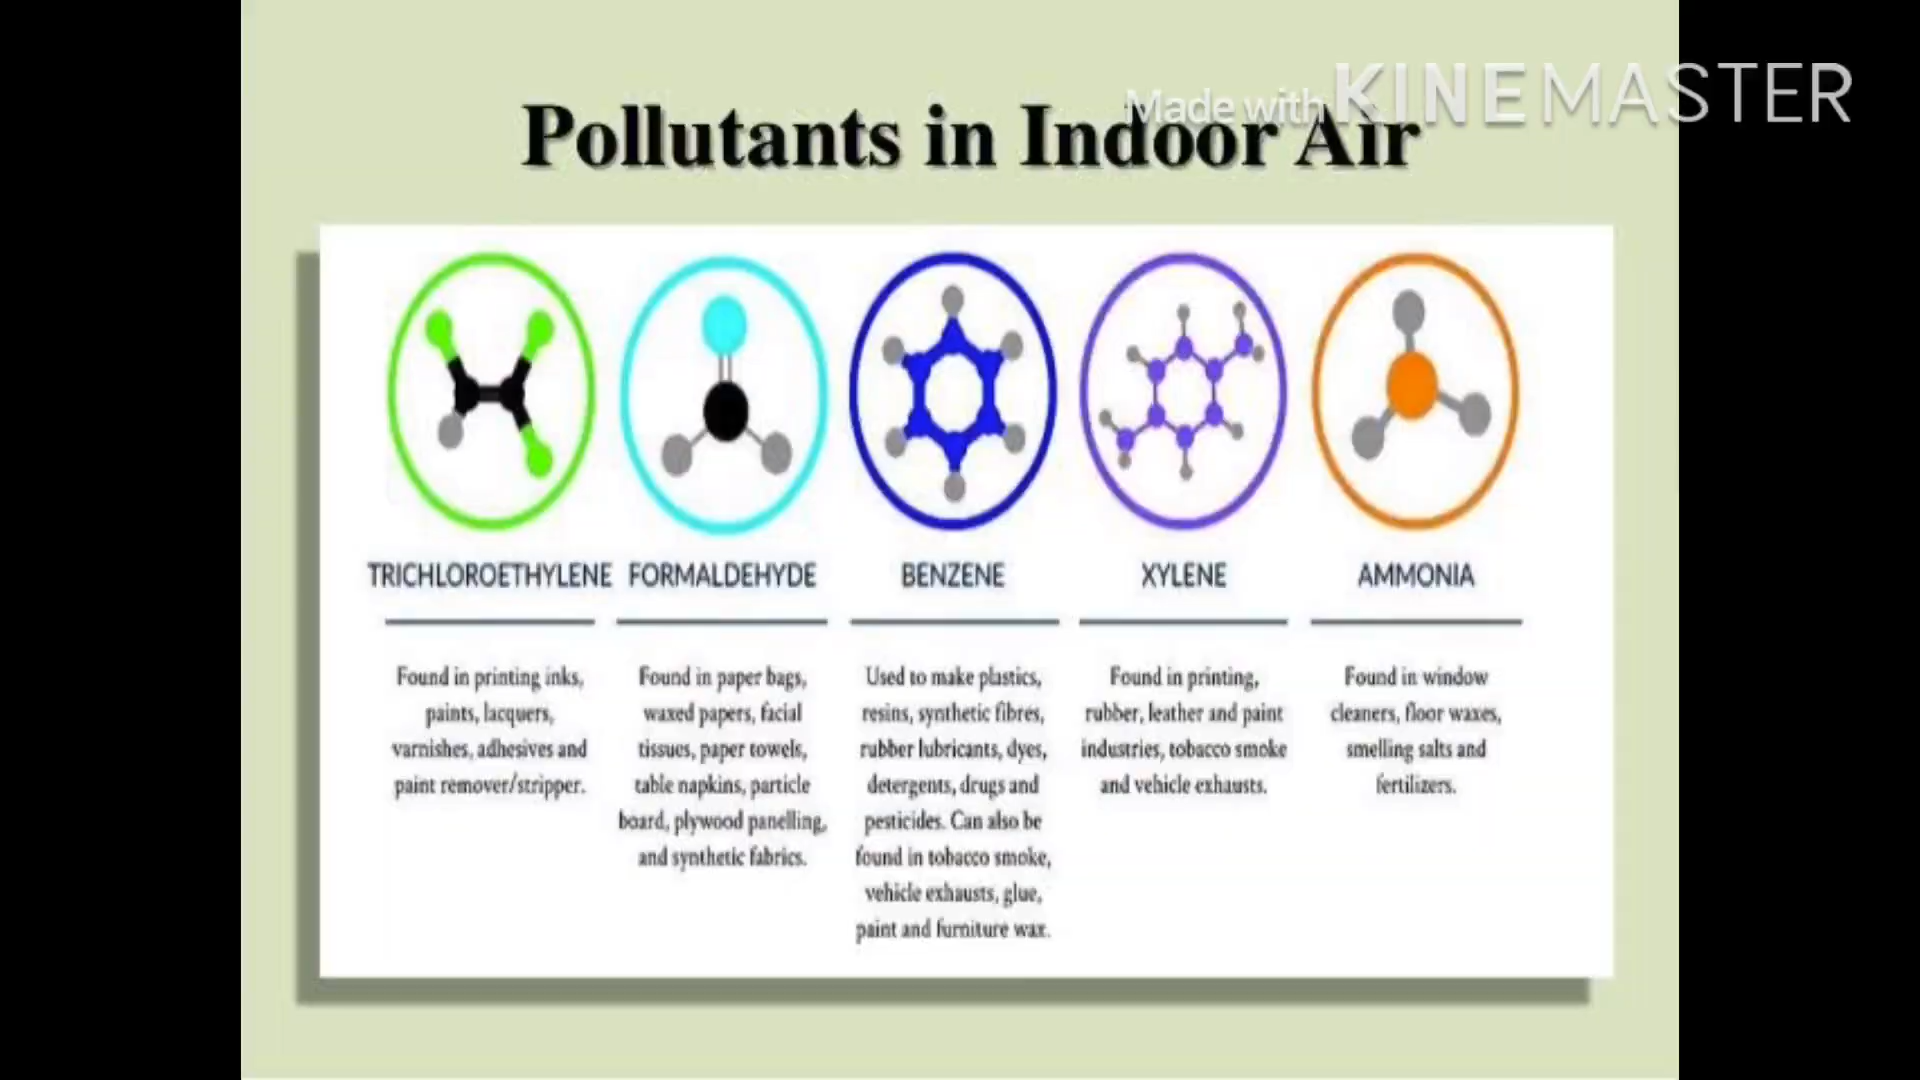 Made with KINEMASTER
Pollutants in Indoor Air
TRICHLOROETHYLENE
Found in printing inks,
paints, lacquers,
varnishes, adhesives and
paint remover/stripper.
FORMALDEHYDE
Found in paper bags,
waxed papers, facial
tissues, paper towels,
table napkins, particle
board, plywood panelling,
and synthetic fabrics.
BENZENE
Used to make plastics,
resins, synthetic fibres,
rubber lubricants, dyes,
detergents, drugs and
pesticides. Can also be
found in tobacco smoke,
vehicle exhausts, glue,
paint and furniture wax.
XYLENE
Found in printing,
rubber, leather and paint
industries, tobacco smoke
and vehicle exhausts.
AMMONIA
Found in window
cleaners, floor waxes,
smelling salts and
fertilizers.